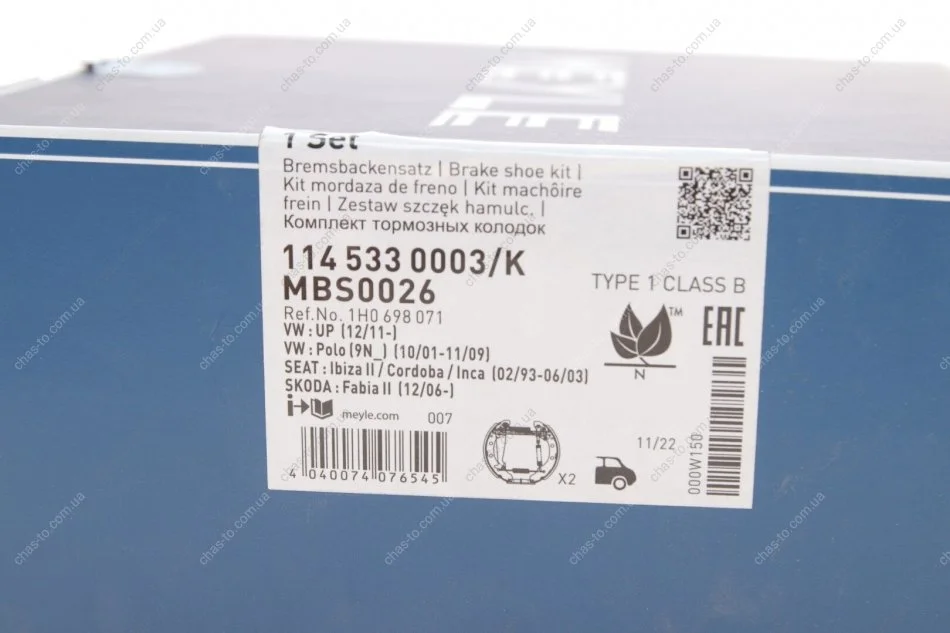 1 Set
Bremsbackensatz | Brake shoe kit |
Kit mordaza de freno | Kit machôire
frein | Zestaw szczęk hamulc. |
Комплект тормозных колодок
114 533 0003/K
MBS0026
Ref.No. 1H0 698 071
VW : UP (12/11-)
VW : Polo (9N_) (10/01-11/09)
SEAT : Ibiza II / Cordoba / Inca (02/93-06/03)
SKODA : Fabia II (12/06-)
i meyle.com 007
4 040074 076545
X2
TYPE 1 CLASS B
TM
N
EAC
11/22
000W150
chas-to.com.ua